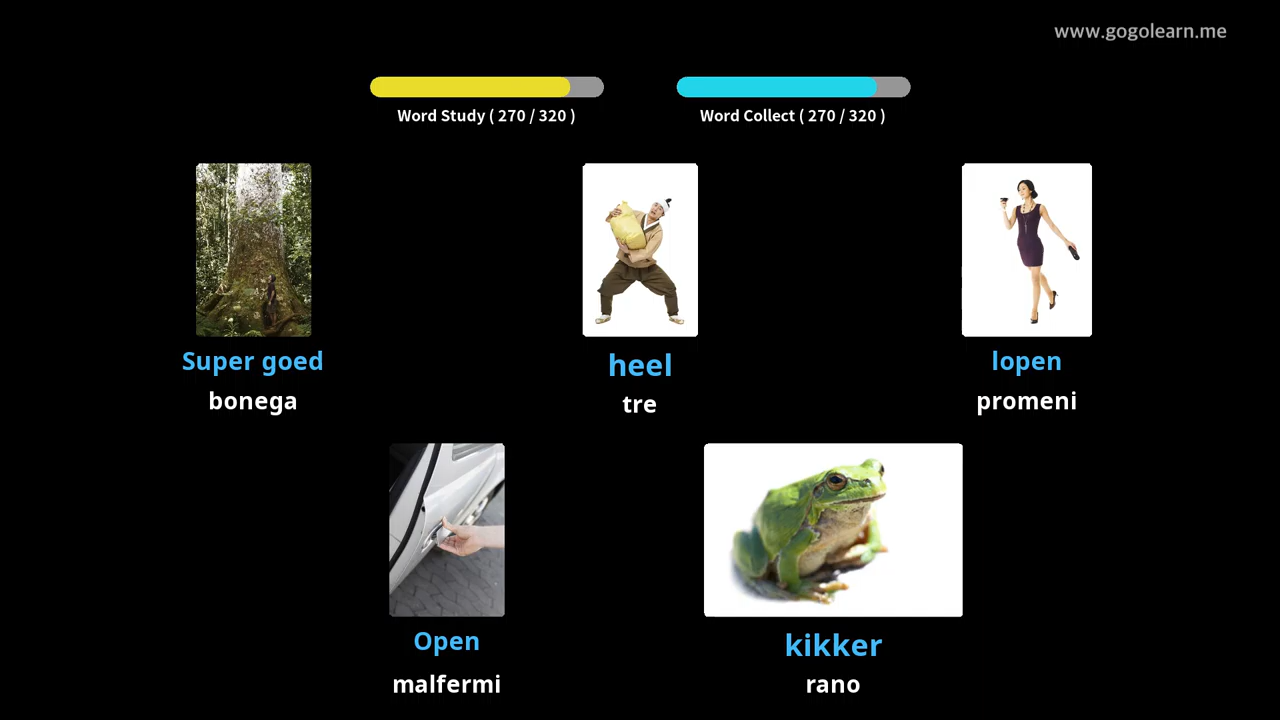 www.gogolearn.me
Word Study ( 270 / 320 )
Word Collect ( 270 / 320 )
Super goed
bonega
heel
tre
lopen
promeni
Open
malfermi
kikker
rano